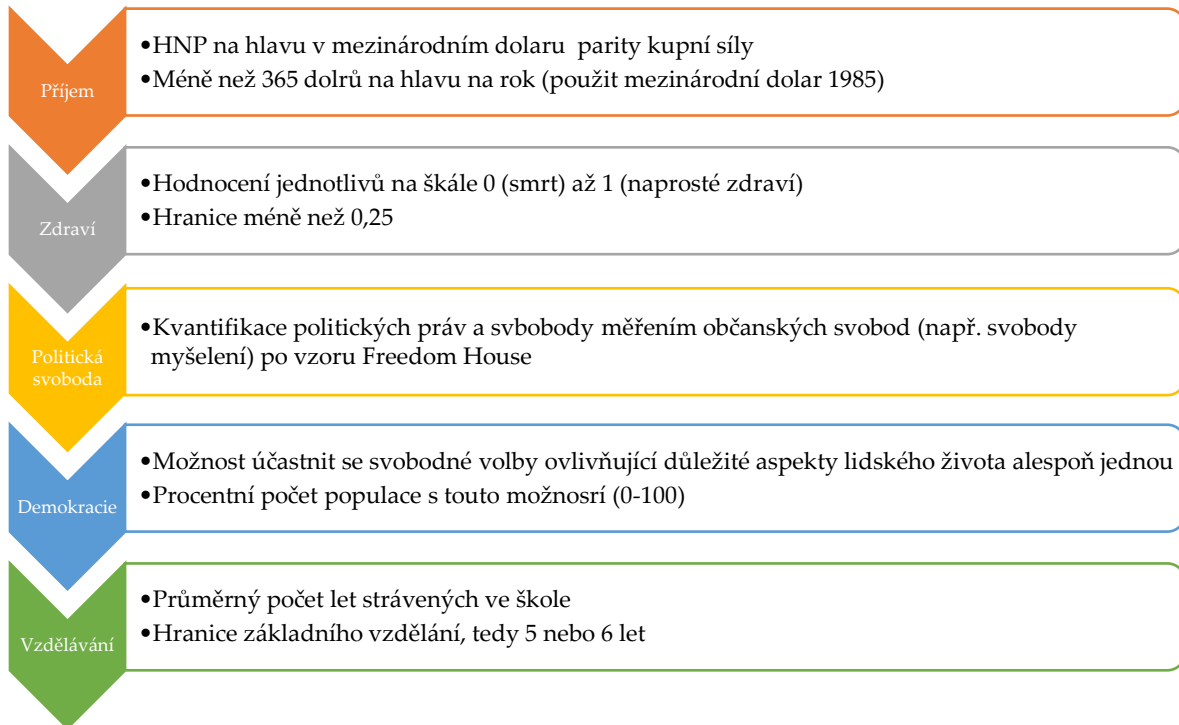 Příjem
•HNP na hlavu v mezinárodním dolaru  parity kupní síly
•Méně než 365 dolrů na hlavu na rok (použit mezinárodní dolar 1985)
Zdraví
•Hodnocení jednotlivů na škále 0 (smrt) až 1 (naprosté zdraví)
•Hranice méně než 0,25
Politická
svoboda
•Kvantifikace politických práv a svbobody měřením občanských svobod (např. svobody
myšelení) po vzoru Freedom House
Demokracie
•Možnost účastnit se svobodné volby ovlivňující důležité aspekty lidského života alespoň jednou
•Procentní počet populace s touto možnosrí (0-100)
Vzdělávání
•Průměrný počet let strávených ve škole
•Hranice základního vzdělání, tedy 5 nebo 6 let